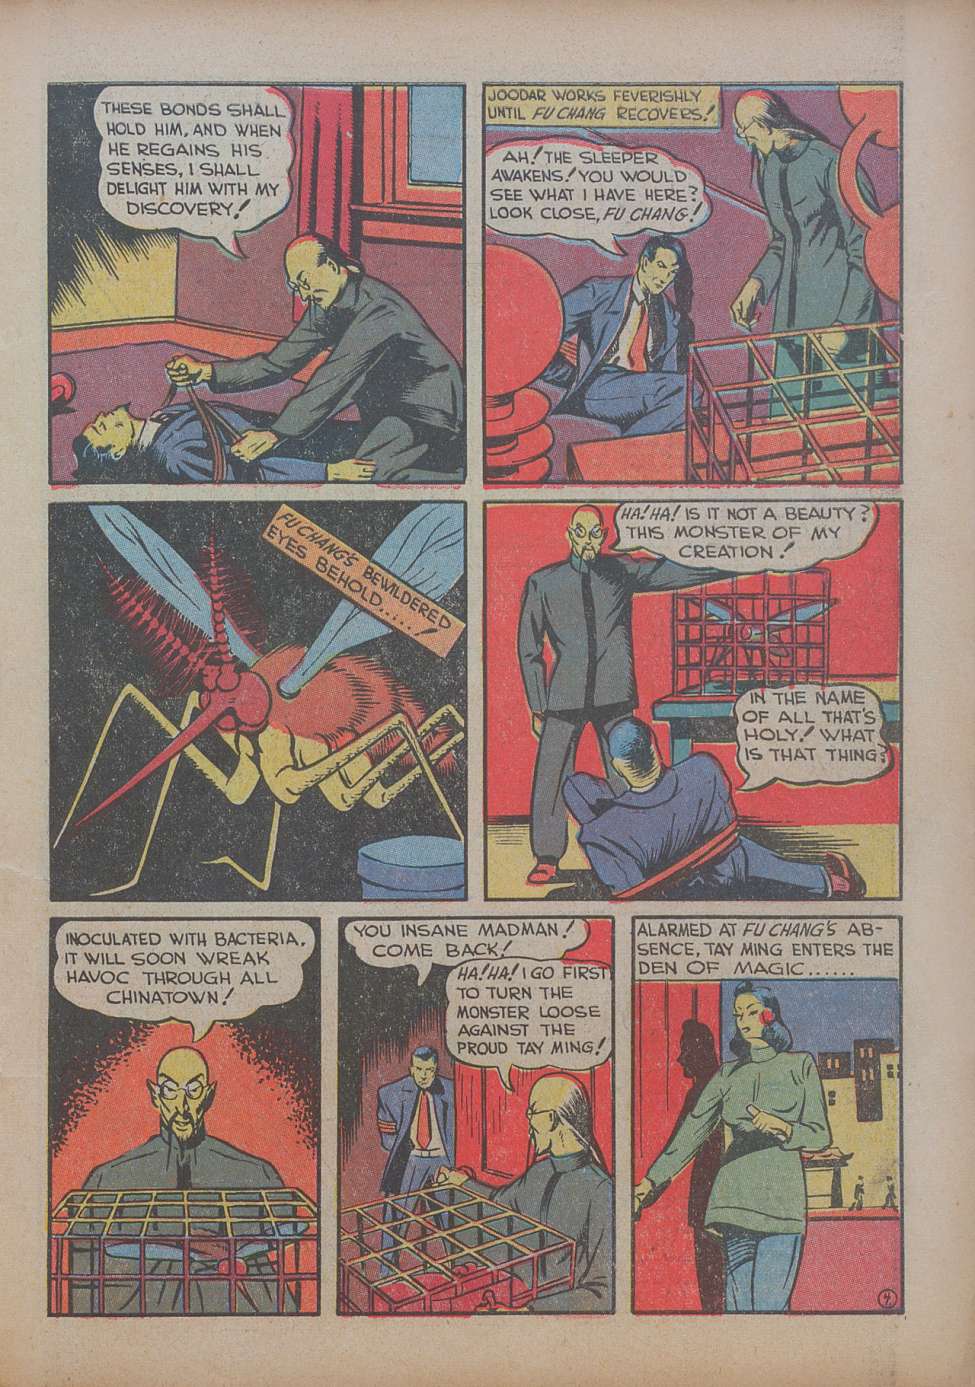 THESE BONDS SHALL
HOLD HIM, AND WHEN
HE REGAINS HIS
SENSES, I SHALL
DELIGHT HIM WITH MY
DISCOVERY!
JOODAR WORKS FEVERISHLY
UNTIL FU CHANG RECOVERS!
AH! THE SLEEPER
AWAKENS! YOU WOULD
SEE WHAT I HAVE HERE?
LOOK CLOSE, FU CHANG!
FU CHANG'S BEWILDERED
EYES BEHOLD.....!
HA! HA! IS IT NOT A BEAUTY?
THIS MONSTER OF MY
CREATION!
IN THE NAME
OF ALL THAT'S
HOLY! WHAT
IS THAT THING?
INOCULATED WITH BACTERIA,
IT WILL SOON WREAK
HAVOC THROUGH ALL
CHINATOWN!
YOU INSANE MADMAN!
COME BACK!
HA! HA! I GO FIRST
TO TURN THE
MONSTER LOOSE
AGAINST THE
PROUD TAY MING!
ALARMED AT FU CHANG'S AB-
SENCE, TAY MING ENTERS THE
DEN OF MAGIC......
4